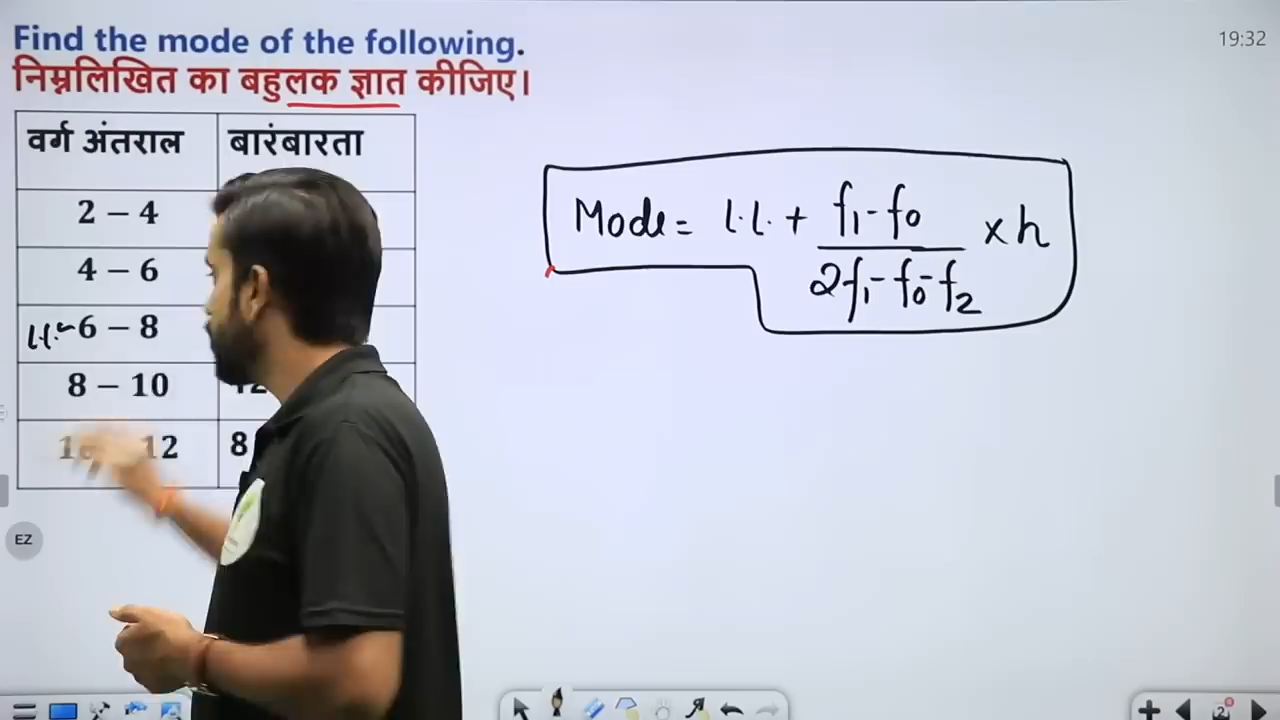 Find the mode of the following.
19:32
निम्नलिखित का बहुलक ज्ञात कीजिए।
वर्ग अंतराल बारंबारता
2 – 4
4 – 6
6 – 8
8 – 10 12
12 8
Mode = l.l. + f₁-f₀ / 2f₁-f₀-f₂ × h
EZ